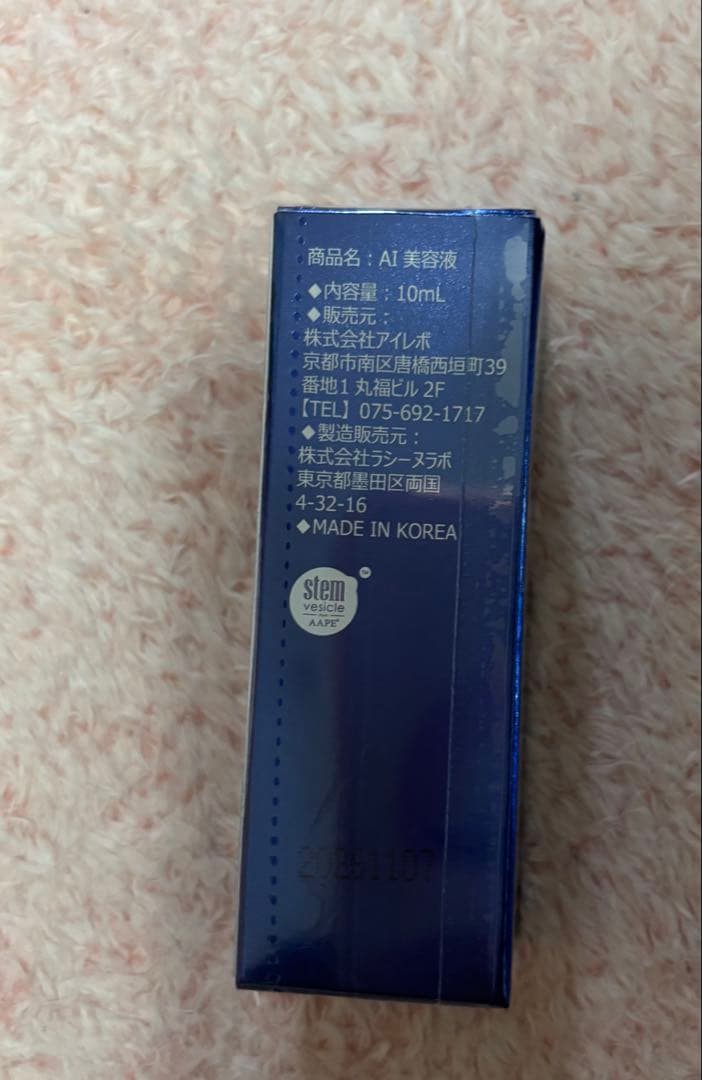 商品名：AI 美容液
◆内容量：10mL
◆販売元：
株式会社アイレボ
京都市南区唐橋西垣町39
番地1 丸福ビル 2F
【TEL】075-692-1717
◆製造販売元：
株式会社ラシーヌラボ
東京都墨田区両国
4-32-16
◆MADE IN KOREA
stem™
vesicle
AAPE®
20261107